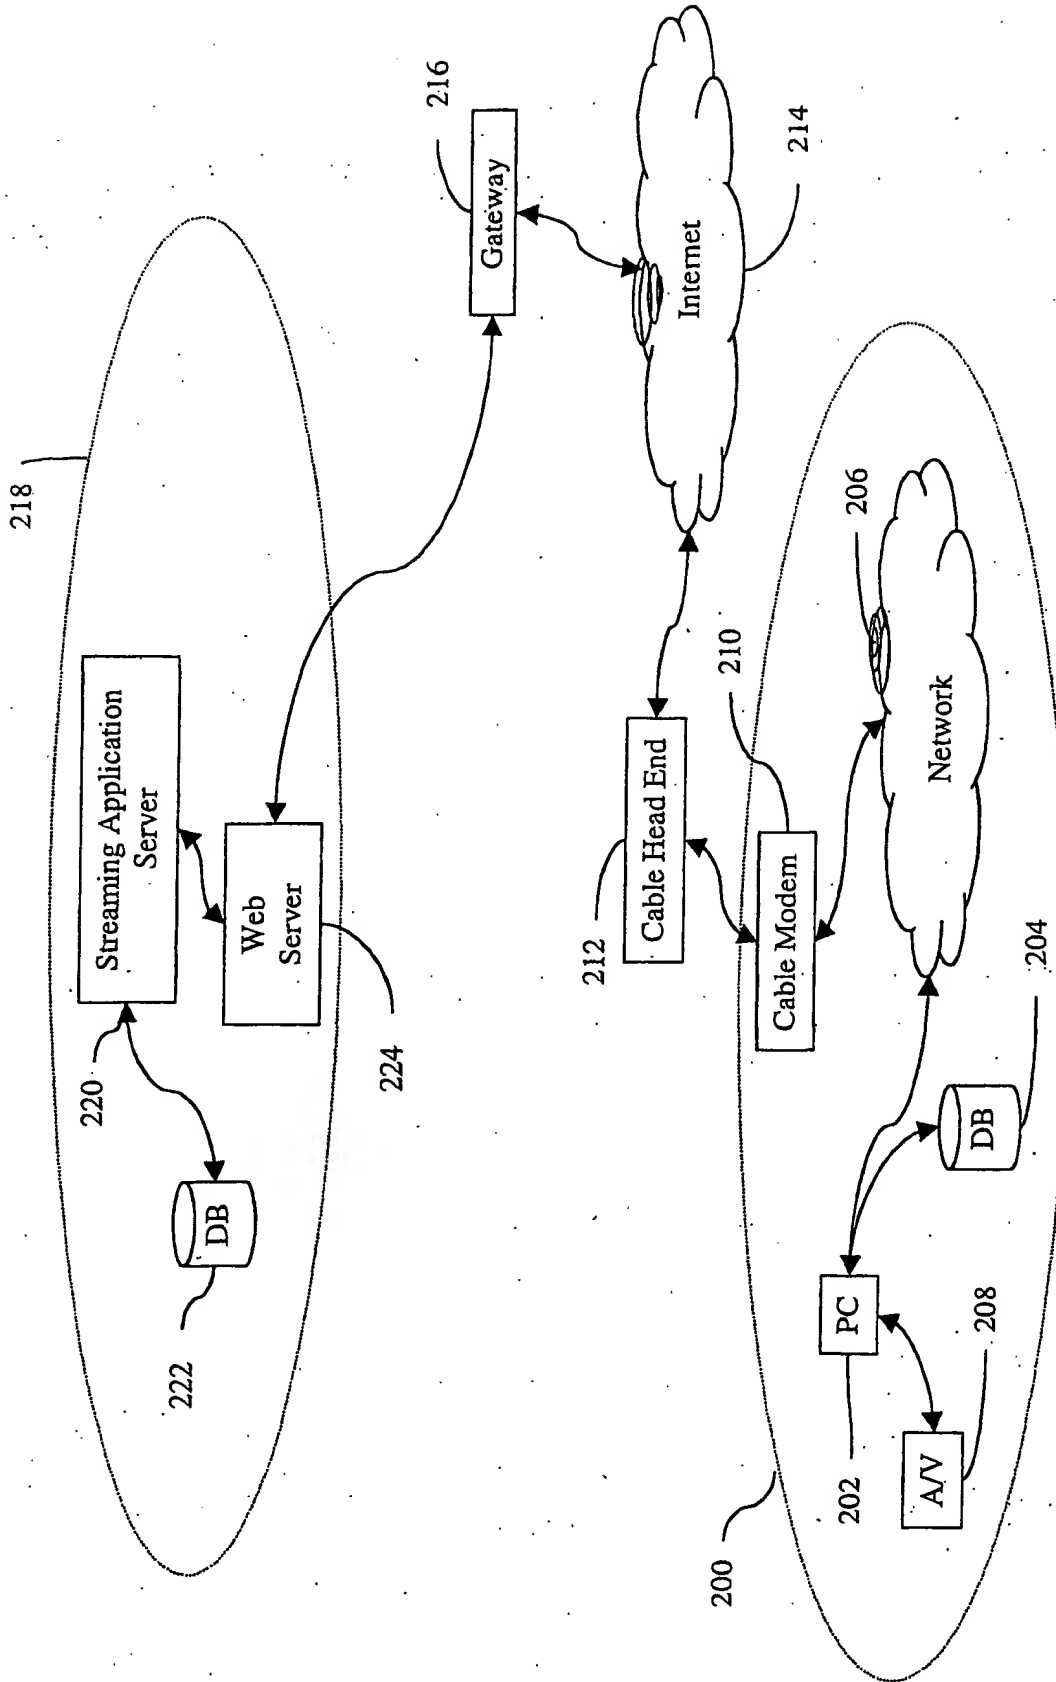 218
Streaming Application
Server
220
Web
Server
224
DB
222
216
Gateway
Internet
214
212
Cable Head End
210
Cable Modem
206
Network
204
DB
PC
202
208
A/V
200